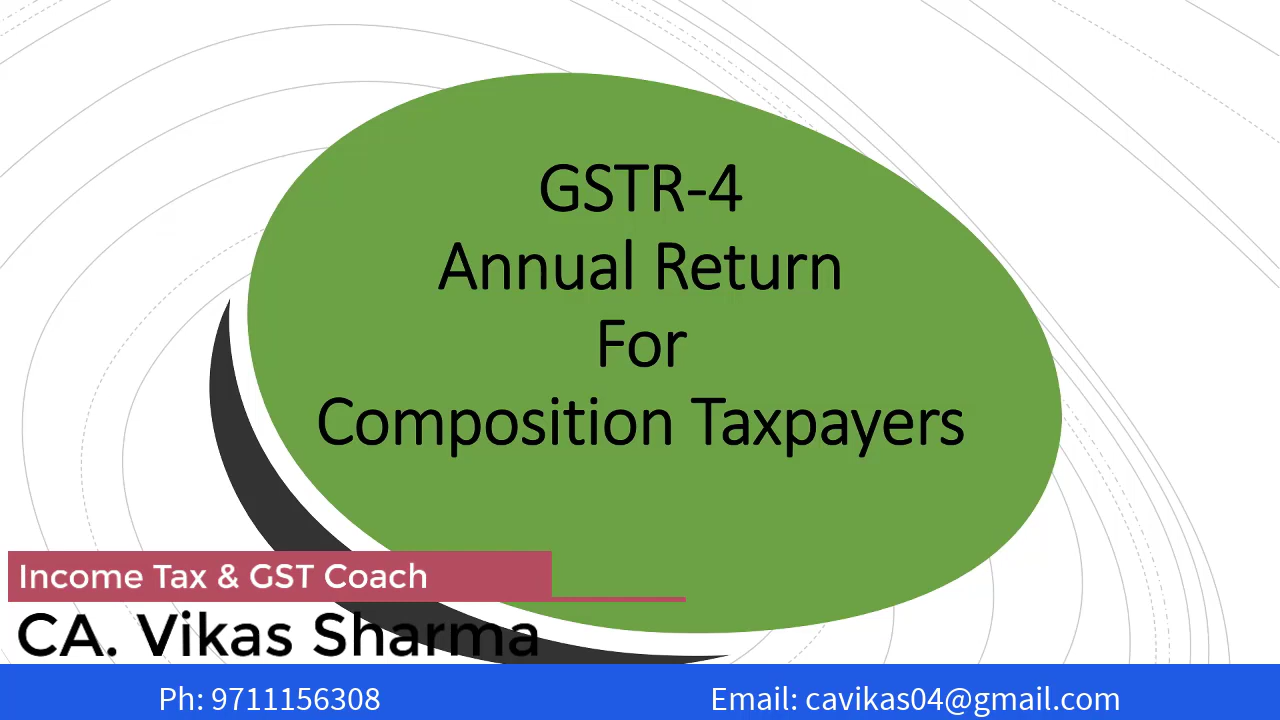 GSTR-4
Annual Return
For
Composition Taxpayers
Income Tax & GST Coach
CA. Vikas Sharma
Ph: 9711156308
Email: cavikas04@gmail.com